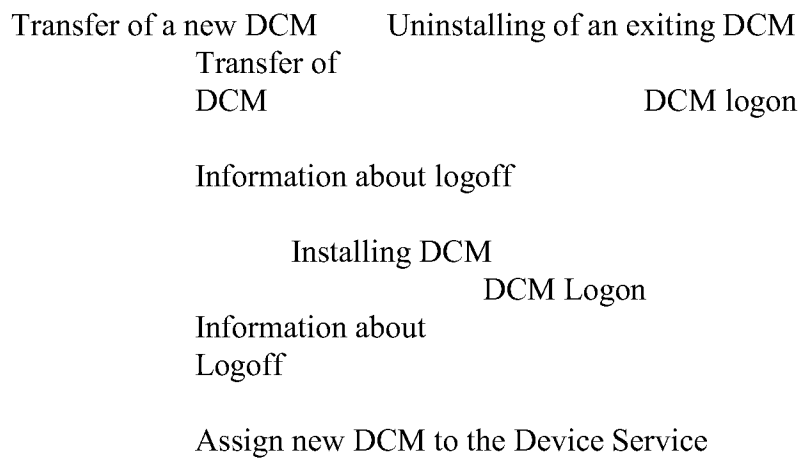 Transfer of a new DCM Uninstalling of an exiting DCM
Transfer of
DCM DCM logon
Information about logoff
Installing DCM
DCM Logon
Information about
Logoff
Assign new DCM to the Device Service